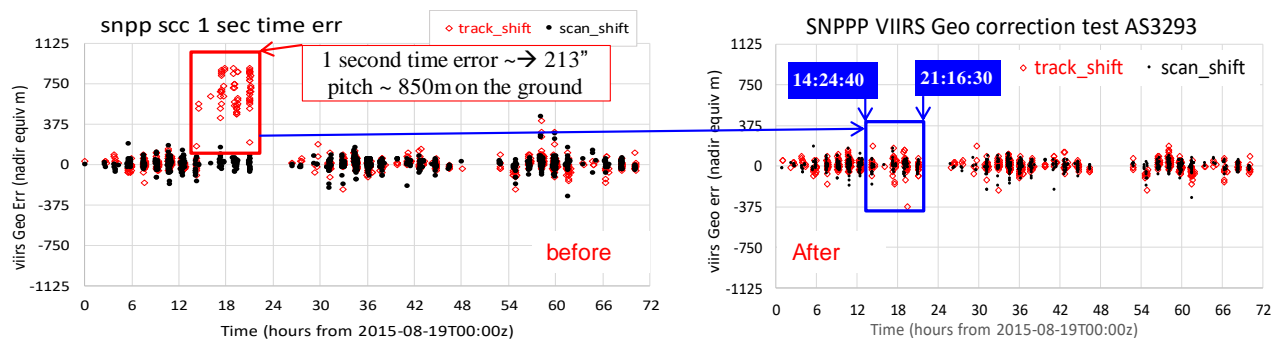 snpp scc 1 sec time err
track_shift scan_shift
1 second time error ~→ 213”
pitch ~ 850m on the ground
viirs Geo Err (nadir equiv m)
1125
750
375
0
-375
-750
-1125
before
0 6 12 18 24 30 36 42 48 54 60 66 72
Time (hours from 2015-08-19T00:00z)
SNPPP VIIRS Geo correction test AS3293
track_shift scan_shift
14:24:40
21:16:30
viirs Geo err (nadir equiv m)
1125
750
375
0
-375
-750
-1125
After
0 6 12 18 24 30 36 42 48 54 60 66 72
Time (hours from 2015-08-19T00:00z)